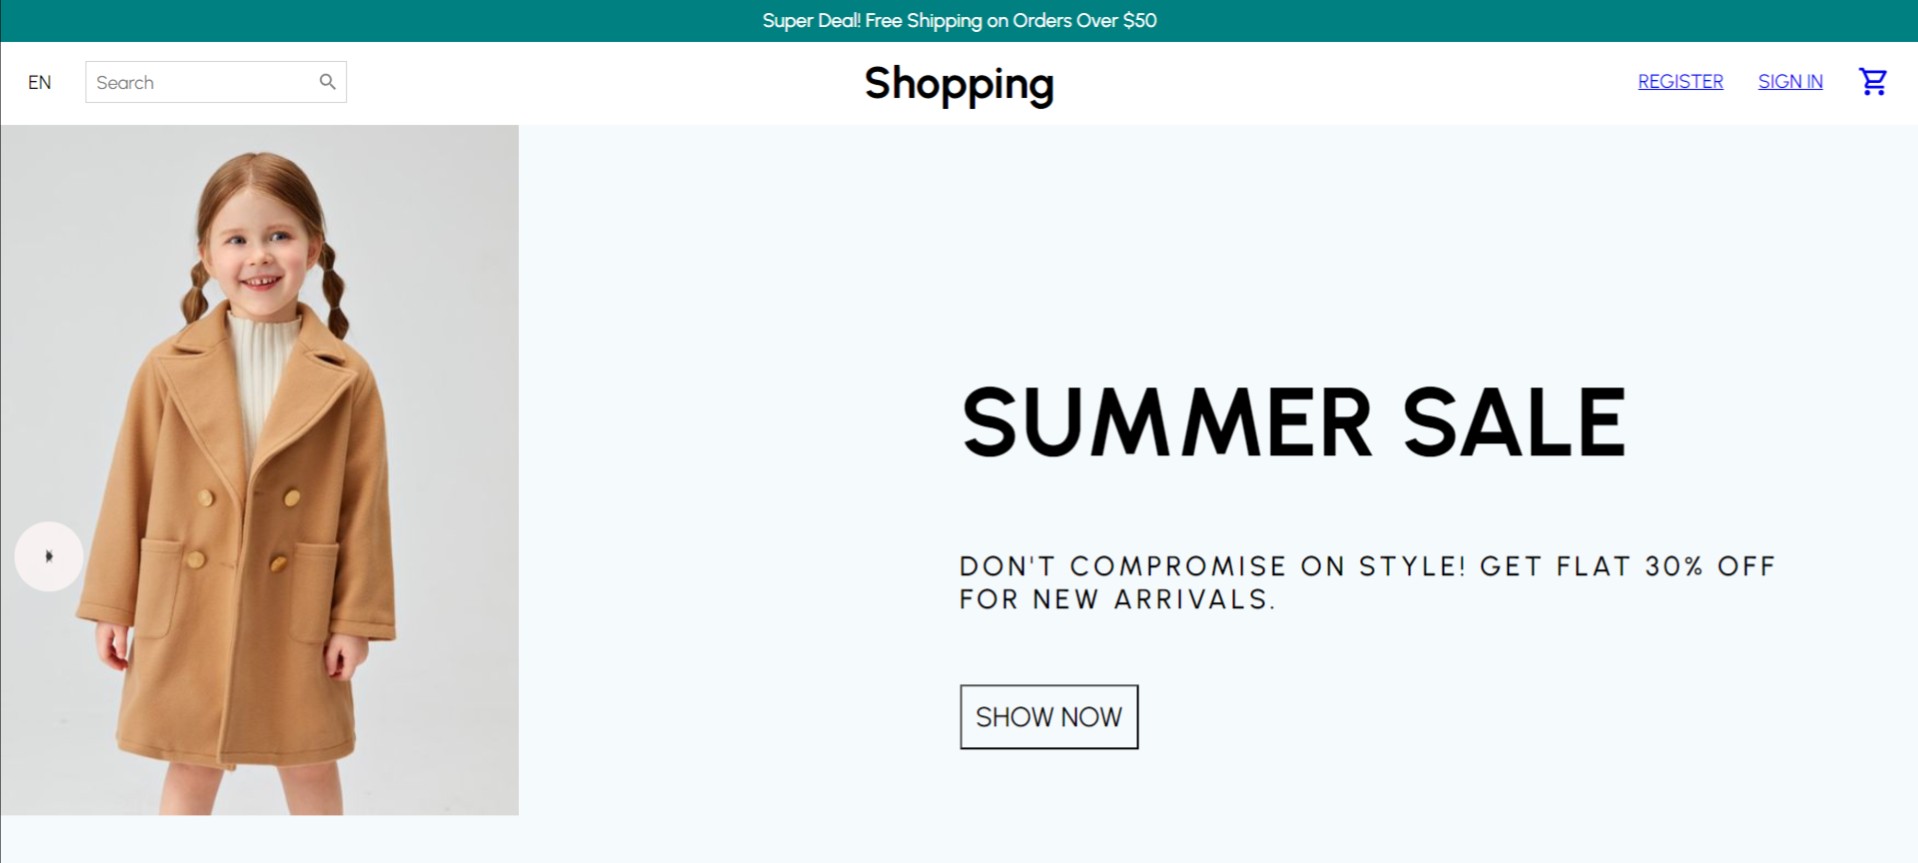 Super Deal! Free Shipping on Orders Over $50
EN
Search
Shopping
REGISTER
SIGN IN
SUMMER SALE
DON'T COMPROMISE ON STYLE! GET FLAT 30% OFF
FOR NEW ARRIVALS.
SHOW NOW